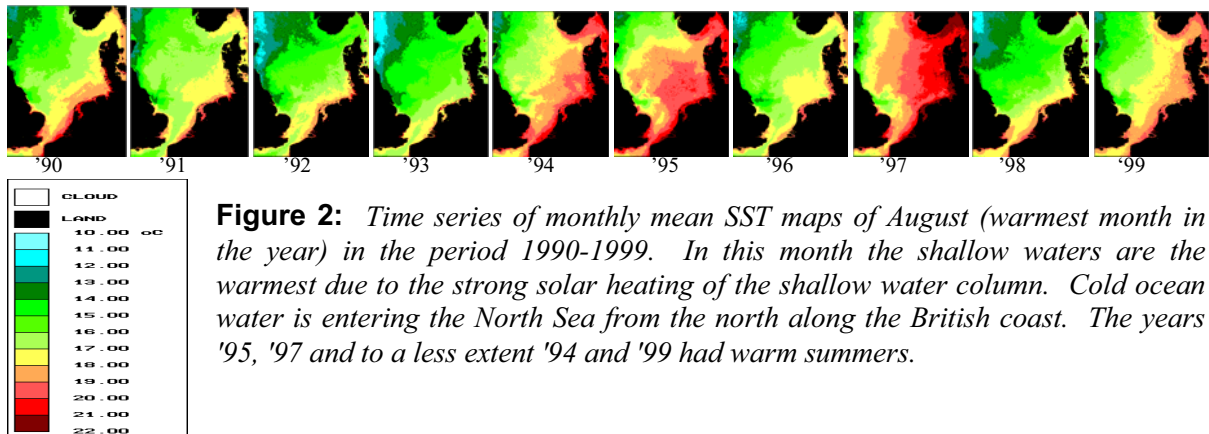 '90 '91 '92 '93 '94 '95 '96 '97 '98 ‘99
CLOUD
LAND
10.00 oC
11.00
12.00
13.00
14.00
15.00
16.00
17.00
18.00
19.00
20.00
21.00
22.00
Figure 2: Time series of monthly mean SST maps of August (warmest month in
the year) in the period 1990-1999. In this month the shallow waters are the
warmest due to the strong solar heating of the shallow water column. Cold ocean
water is entering the North Sea from the north along the British coast. The years
'95, '97 and to a less extent '94 and '99 had warm summers.